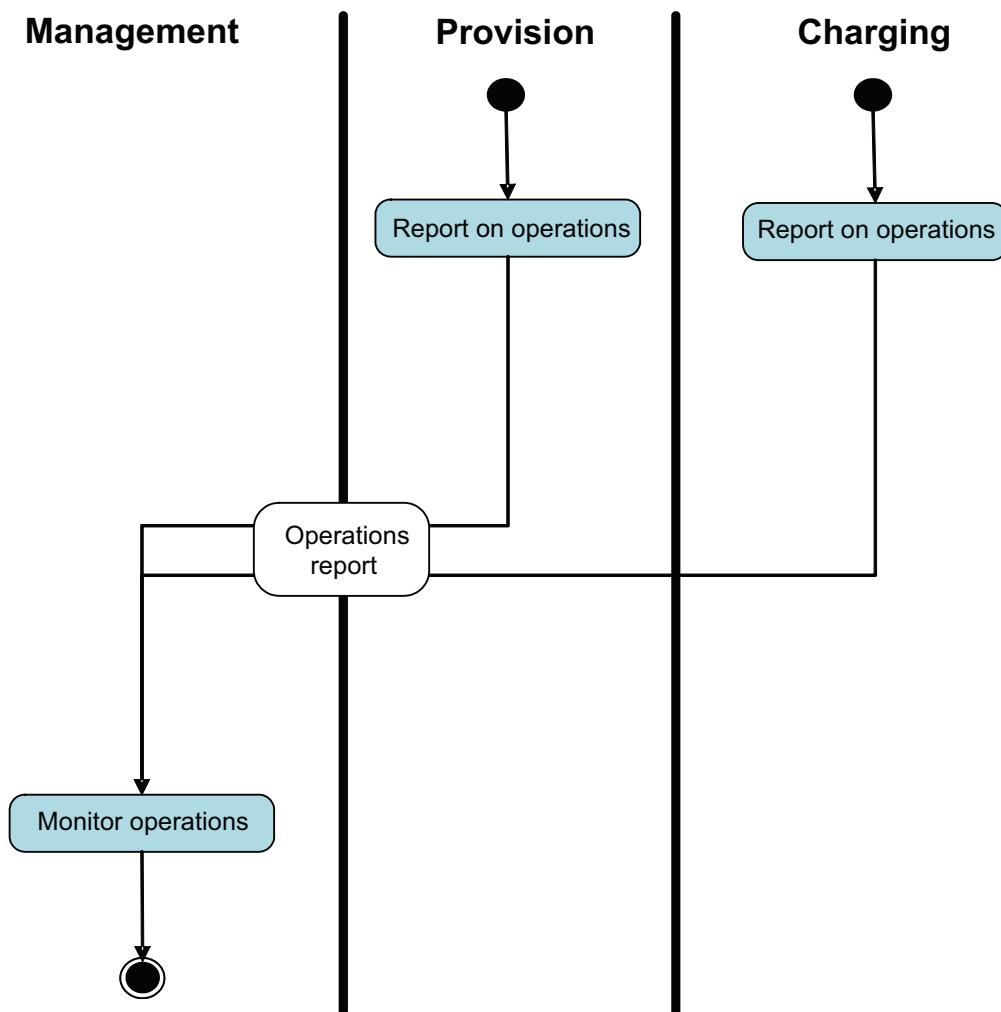 Management
Provision
Charging
Report on operations
Report on operations
Operations
report
Monitor operations